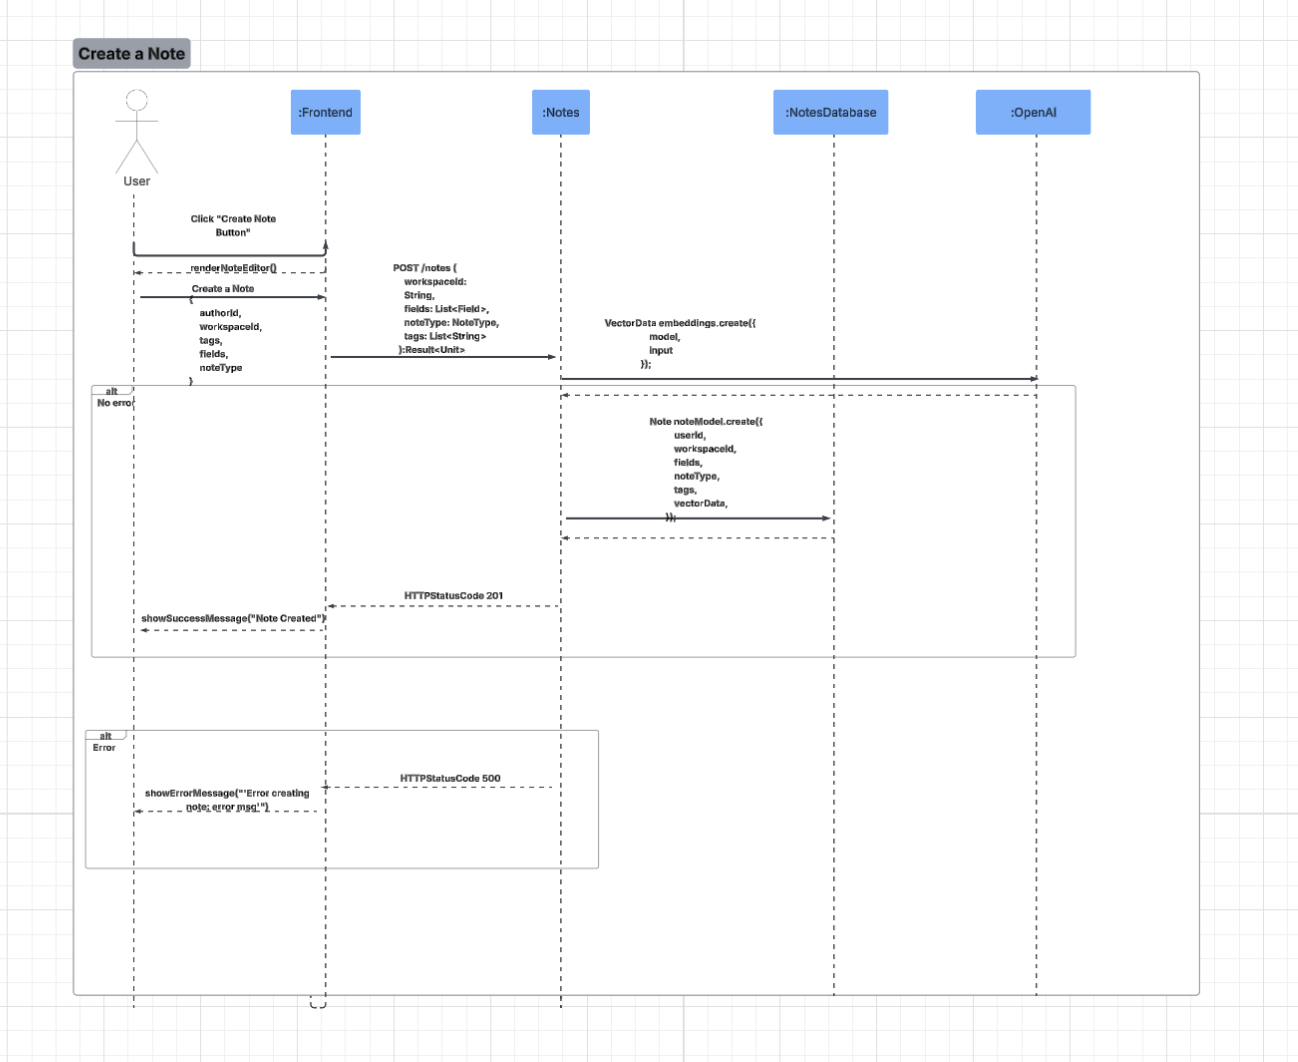 Create a Note
:Frontend
:Notes
:NotesDatabase
:OpenAI
User
Click "Create Note
Button"
renderNoteEditor()
Create a Note
{
authorId,
workspaceId,
tags,
fields,
noteType
}
POST /notes (
workspaceId:
String,
fields: List<Field>,
noteType: NoteType,
tags: List<String>
):Result<Unit>
VectorData embeddings.create({
model,
input
});
alt
No error
Note noteModel.create({
userId,
workspaceId,
fields,
noteType,
tags,
vectorData,
});
HTTPStatusCode 201
showSuccessMessage("Note Created")
alt
Error
HTTPStatusCode 500
showErrorMessage("'Error creating
note: error msg'")